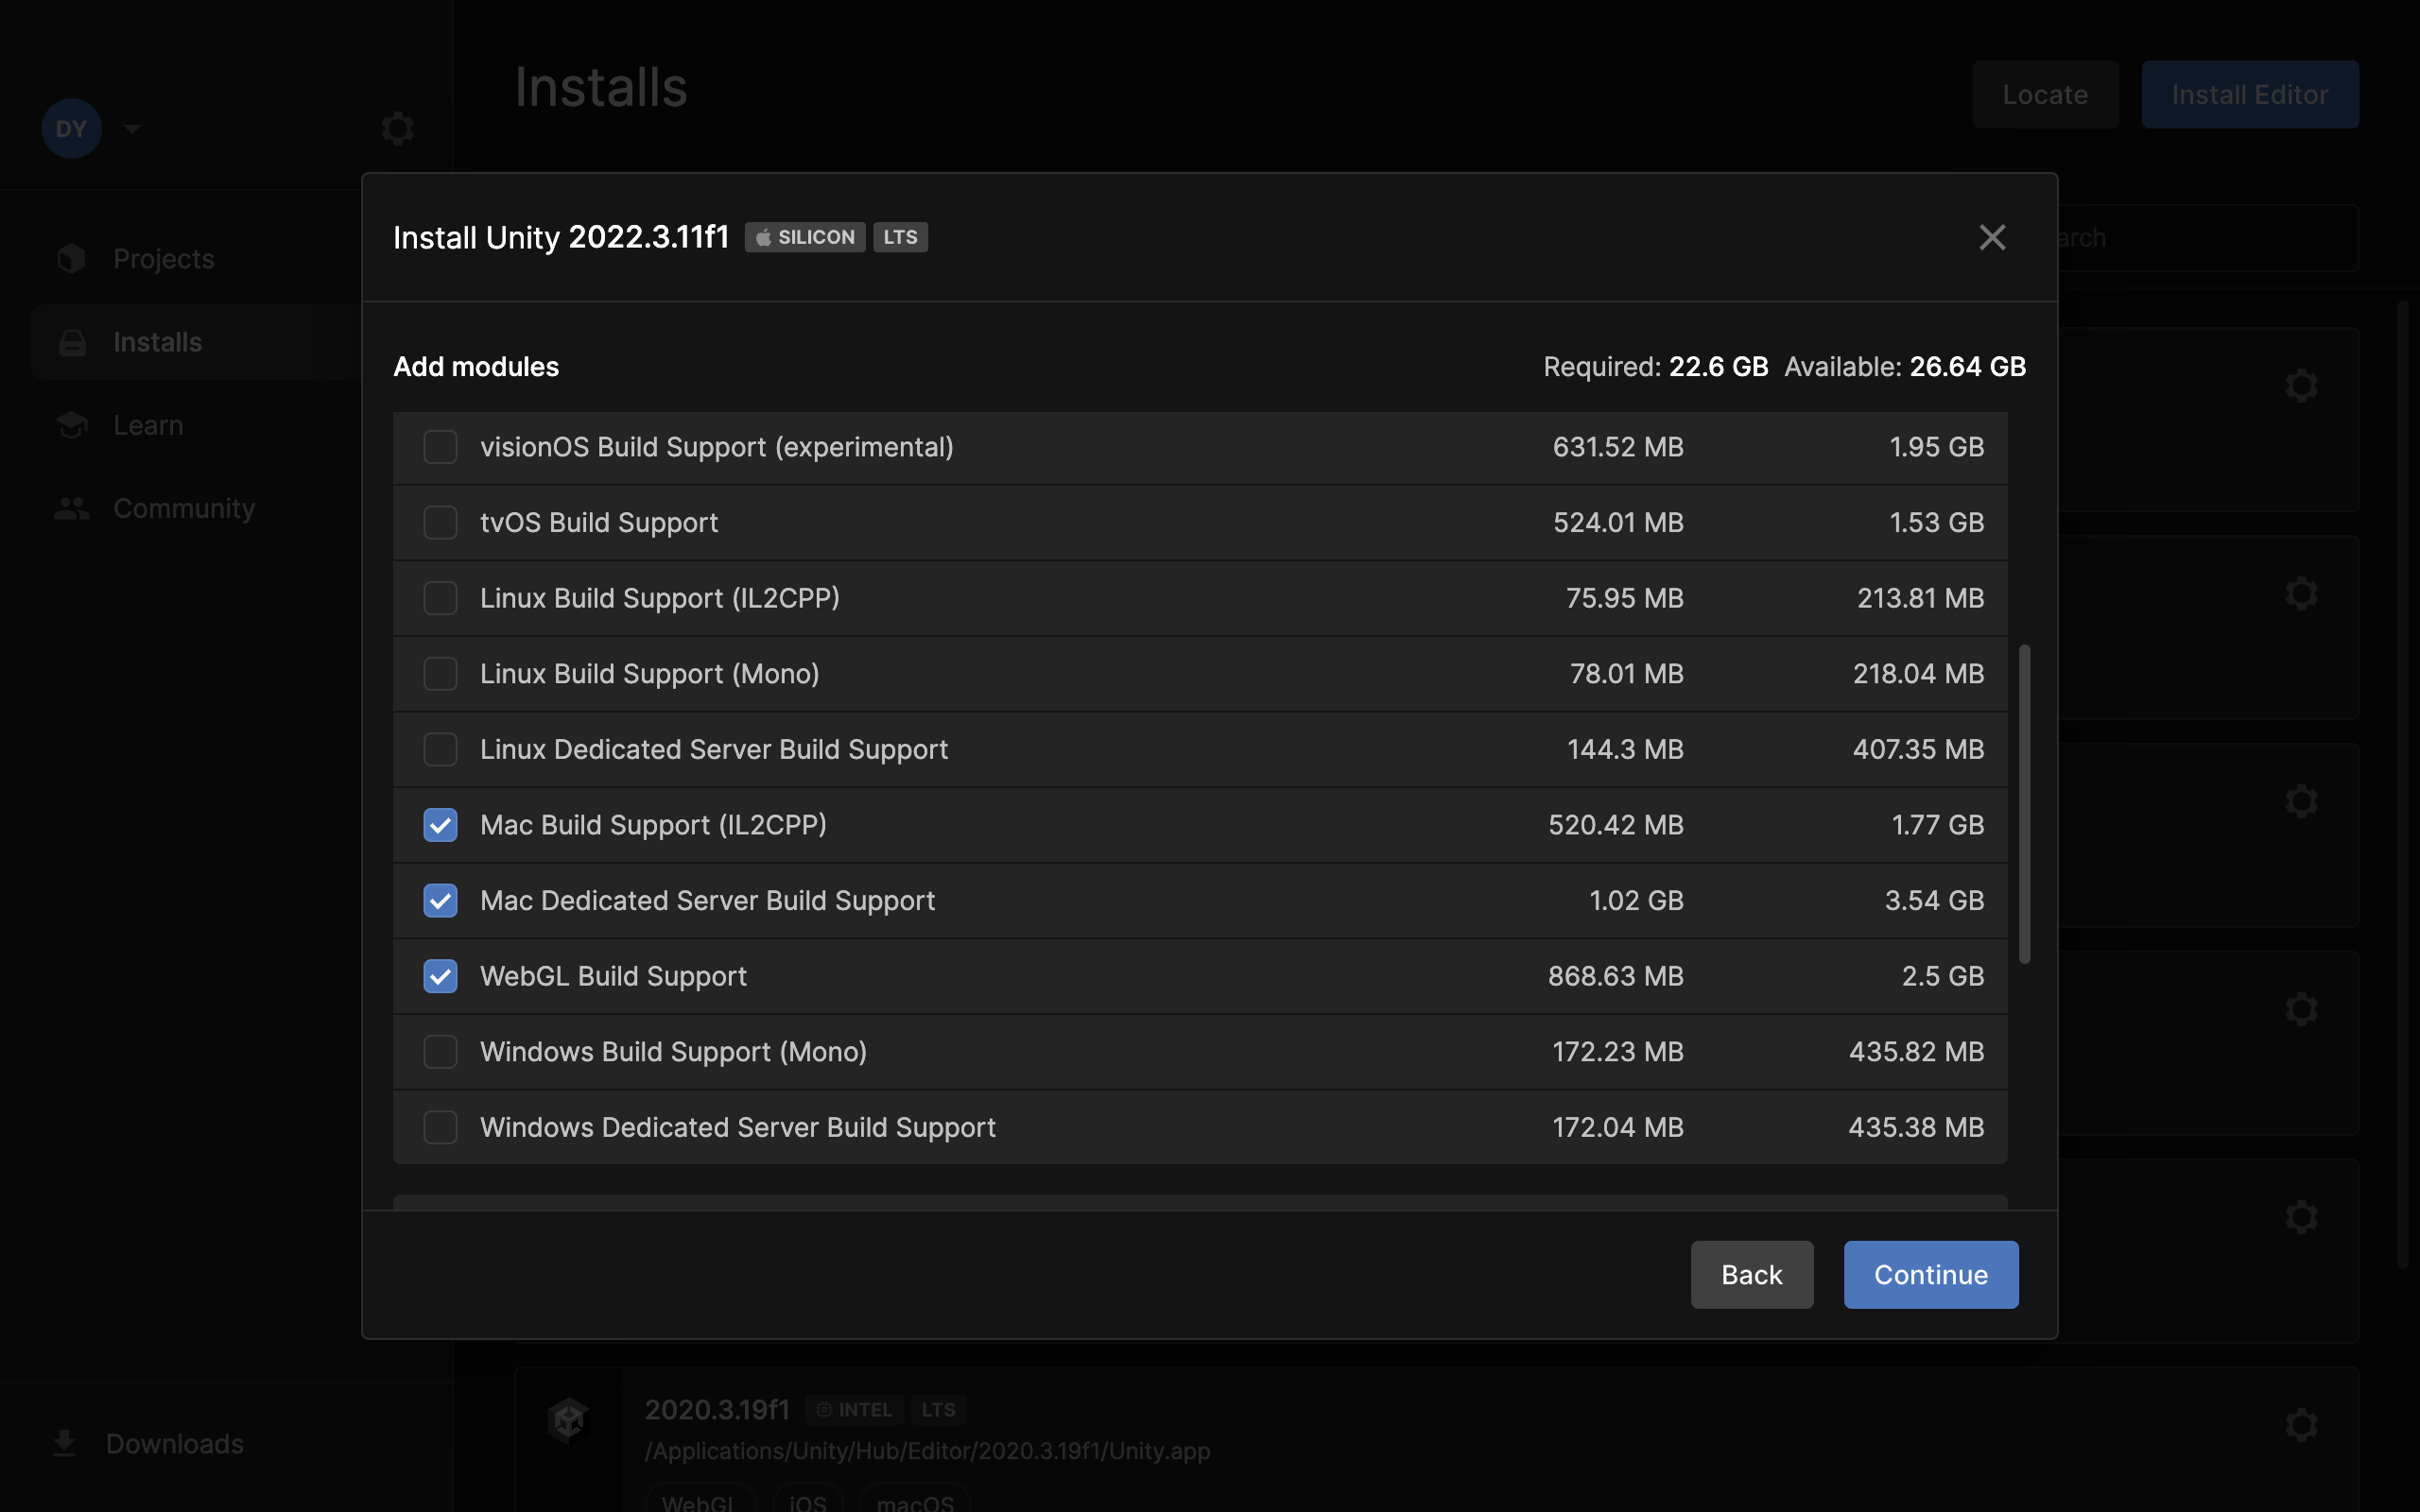 Installs
Locate
Install Editor
DY
Projects
Installs
Learn
Community
Downloads
arch
Install Unity 2022.3.11f1 SILICON LTS
Add modules
Required: 22.6 GB Available: 26.64 GB
visionOS Build Support (experimental) 631.52 MB 1.95 GB
tvOS Build Support 524.01 MB 1.53 GB
Linux Build Support (IL2CPP) 75.95 MB 213.81 MB
Linux Build Support (Mono) 78.01 MB 218.04 MB
Linux Dedicated Server Build Support 144.3 MB 407.35 MB
Mac Build Support (IL2CPP) 520.42 MB 1.77 GB
Mac Dedicated Server Build Support 1.02 GB 3.54 GB
WebGL Build Support 868.63 MB 2.5 GB
Windows Build Support (Mono) 172.23 MB 435.82 MB
Windows Dedicated Server Build Support 172.04 MB 435.38 MB
Back
Continue
2020.3.19f1 INTEL LTS
/Applications/Unity/Hub/Editor/2020.3.19f1/Unity.app
WebGL iOS macOS